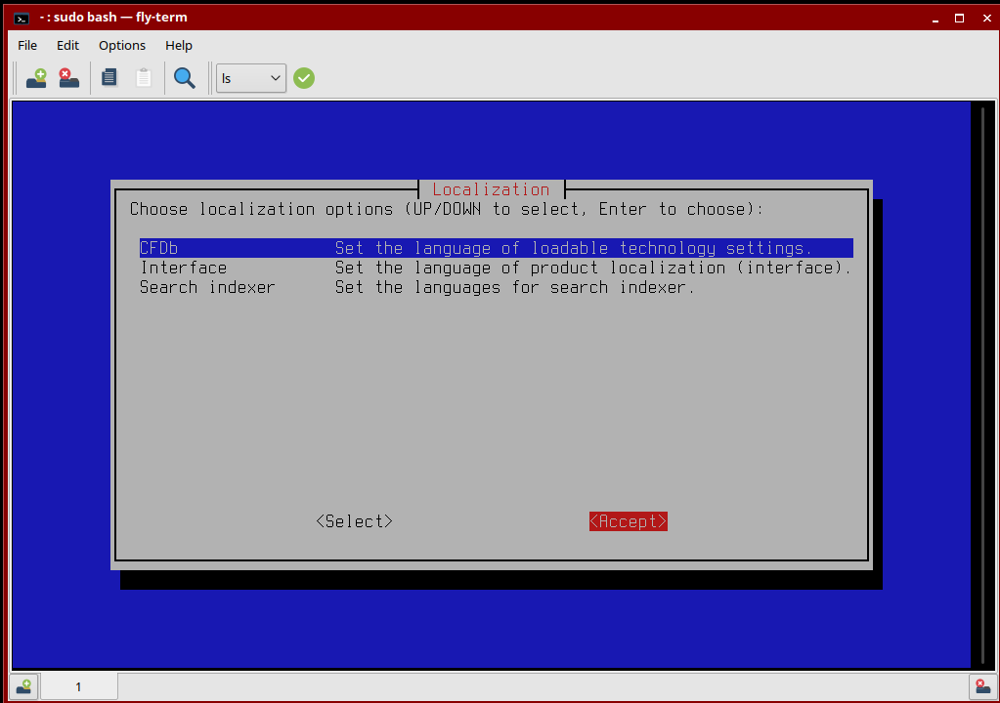 - : sudo bash — fly-term
File Edit Options Help
ls
Localization
Choose localization options (UP/DOWN to select, Enter to choose):
CFDb Set the language of loadable technology settings.
Interface Set the language of product localization (interface).
Search indexer Set the languages for search indexer.
<Select> <Accept>
1